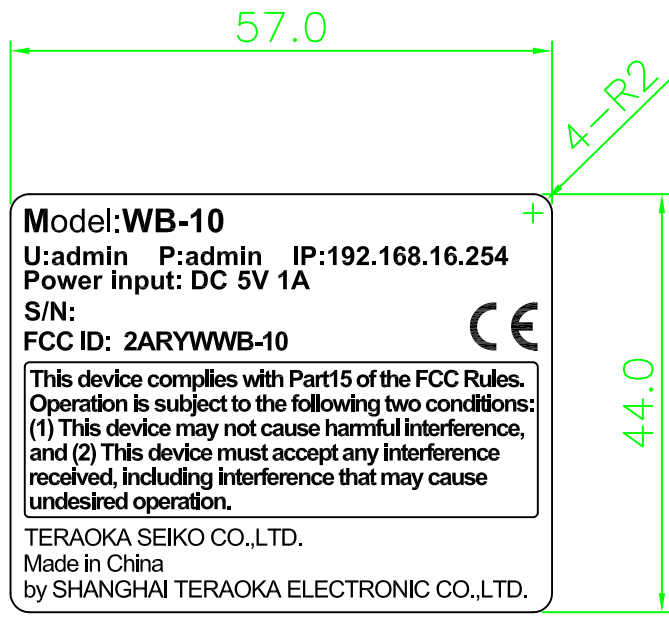 57.0
4-R2
Model:WB-10
U:admin P:admin IP:192.168.16.254
Power input: DC 5V 1A
S/N:
FCC ID: 2ARYWWB-10
CE
44.0
This device complies with Part15 of the FCC Rules.
Operation is subject to the following two conditions:
(1) This device may not cause harmful interference,
and (2) This device must accept any interference
received, including interference that may cause
undesired operation.
TERAOKA SEIKO CO.,LTD.
Made in China
by SHANGHAI TERAOKA ELECTRONIC CO.,LTD.